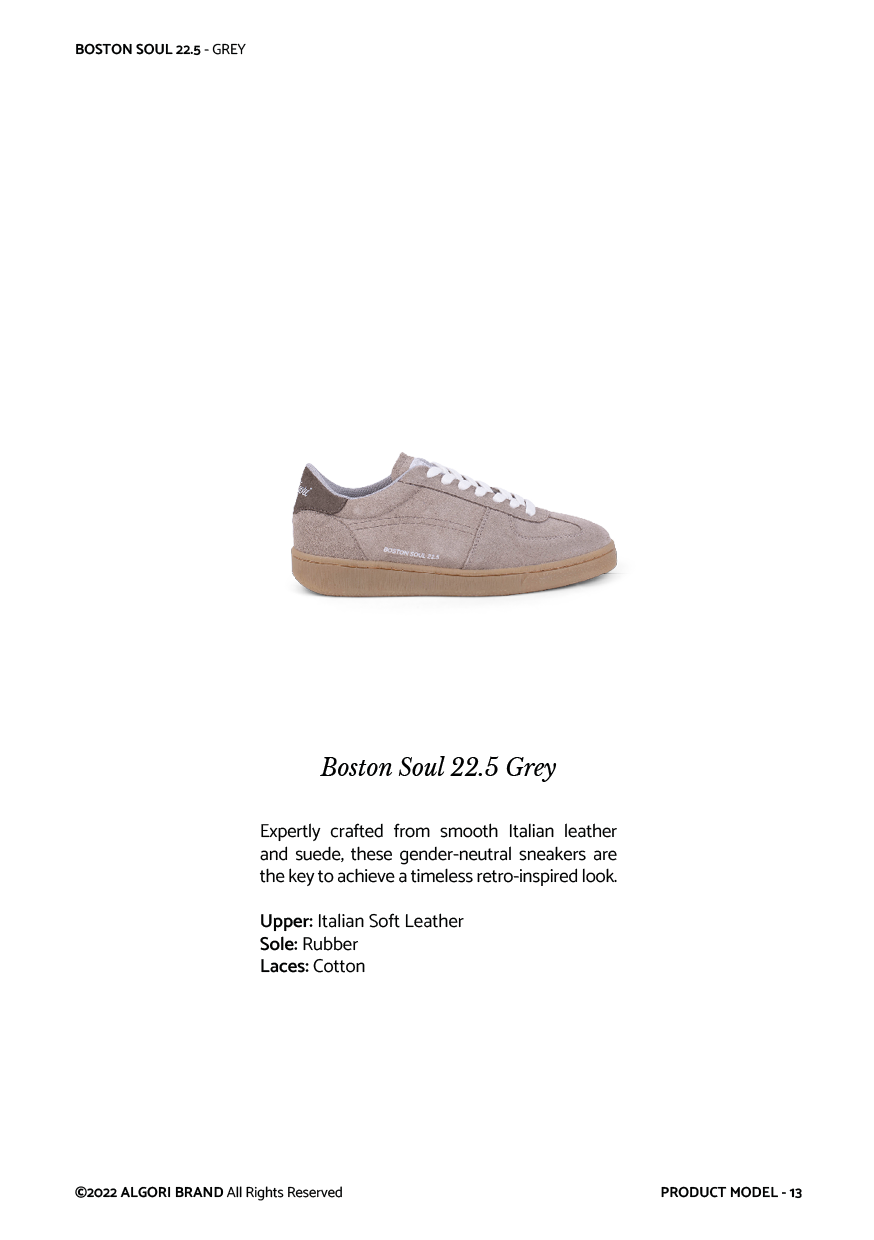 BOSTON SOUL 22.5 - GREY
BOSTON SOUL 22.5
Boston Soul 22.5 Grey
Expertly crafted from smooth Italian leather
and suede, these gender-neutral sneakers are
the key to achieve a timeless retro-inspired look.
Upper: Italian Soft Leather
Sole: Rubber
Laces: Cotton
©2022 ALGORI BRAND All Rights Reserved
PRODUCT MODEL - 13